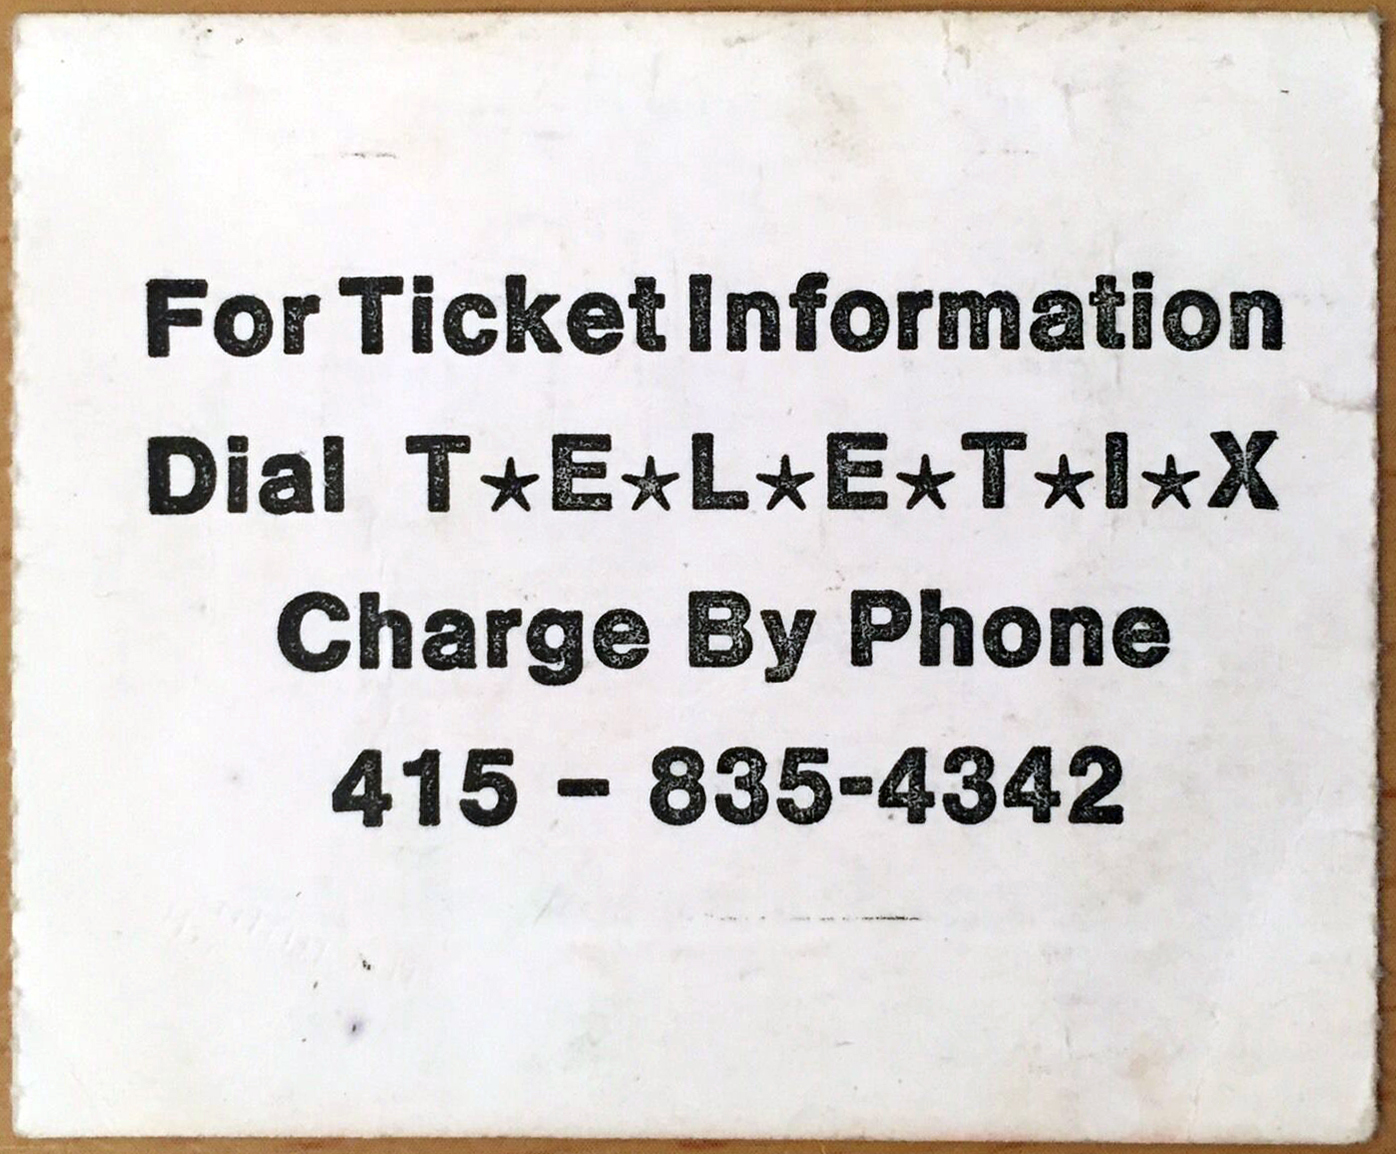 For Ticket Information
Dial T★E★L★E★T★I★X
Charge By Phone
415 – 835-4342